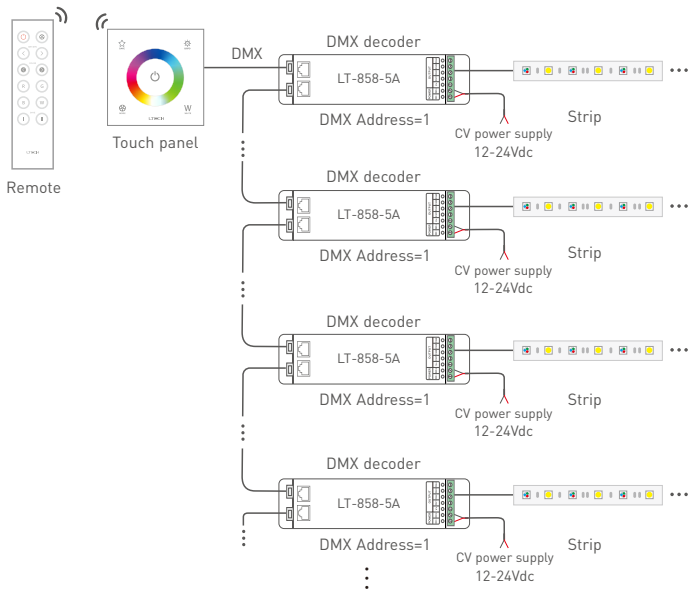 Remote
W
LTECH
Touch panel
DMX
DMX decoder
LT-858-5A
DMX Address=1
CV power supply
12-24Vdc
Strip
DMX decoder
LT-858-5A
DMX Address=1
CV power supply
12-24Vdc
Strip
DMX decoder
LT-858-5A
DMX Address=1
CV power supply
12-24Vdc
Strip
DMX decoder
LT-858-5A
DMX Address=1
CV power supply
12-24Vdc
Strip